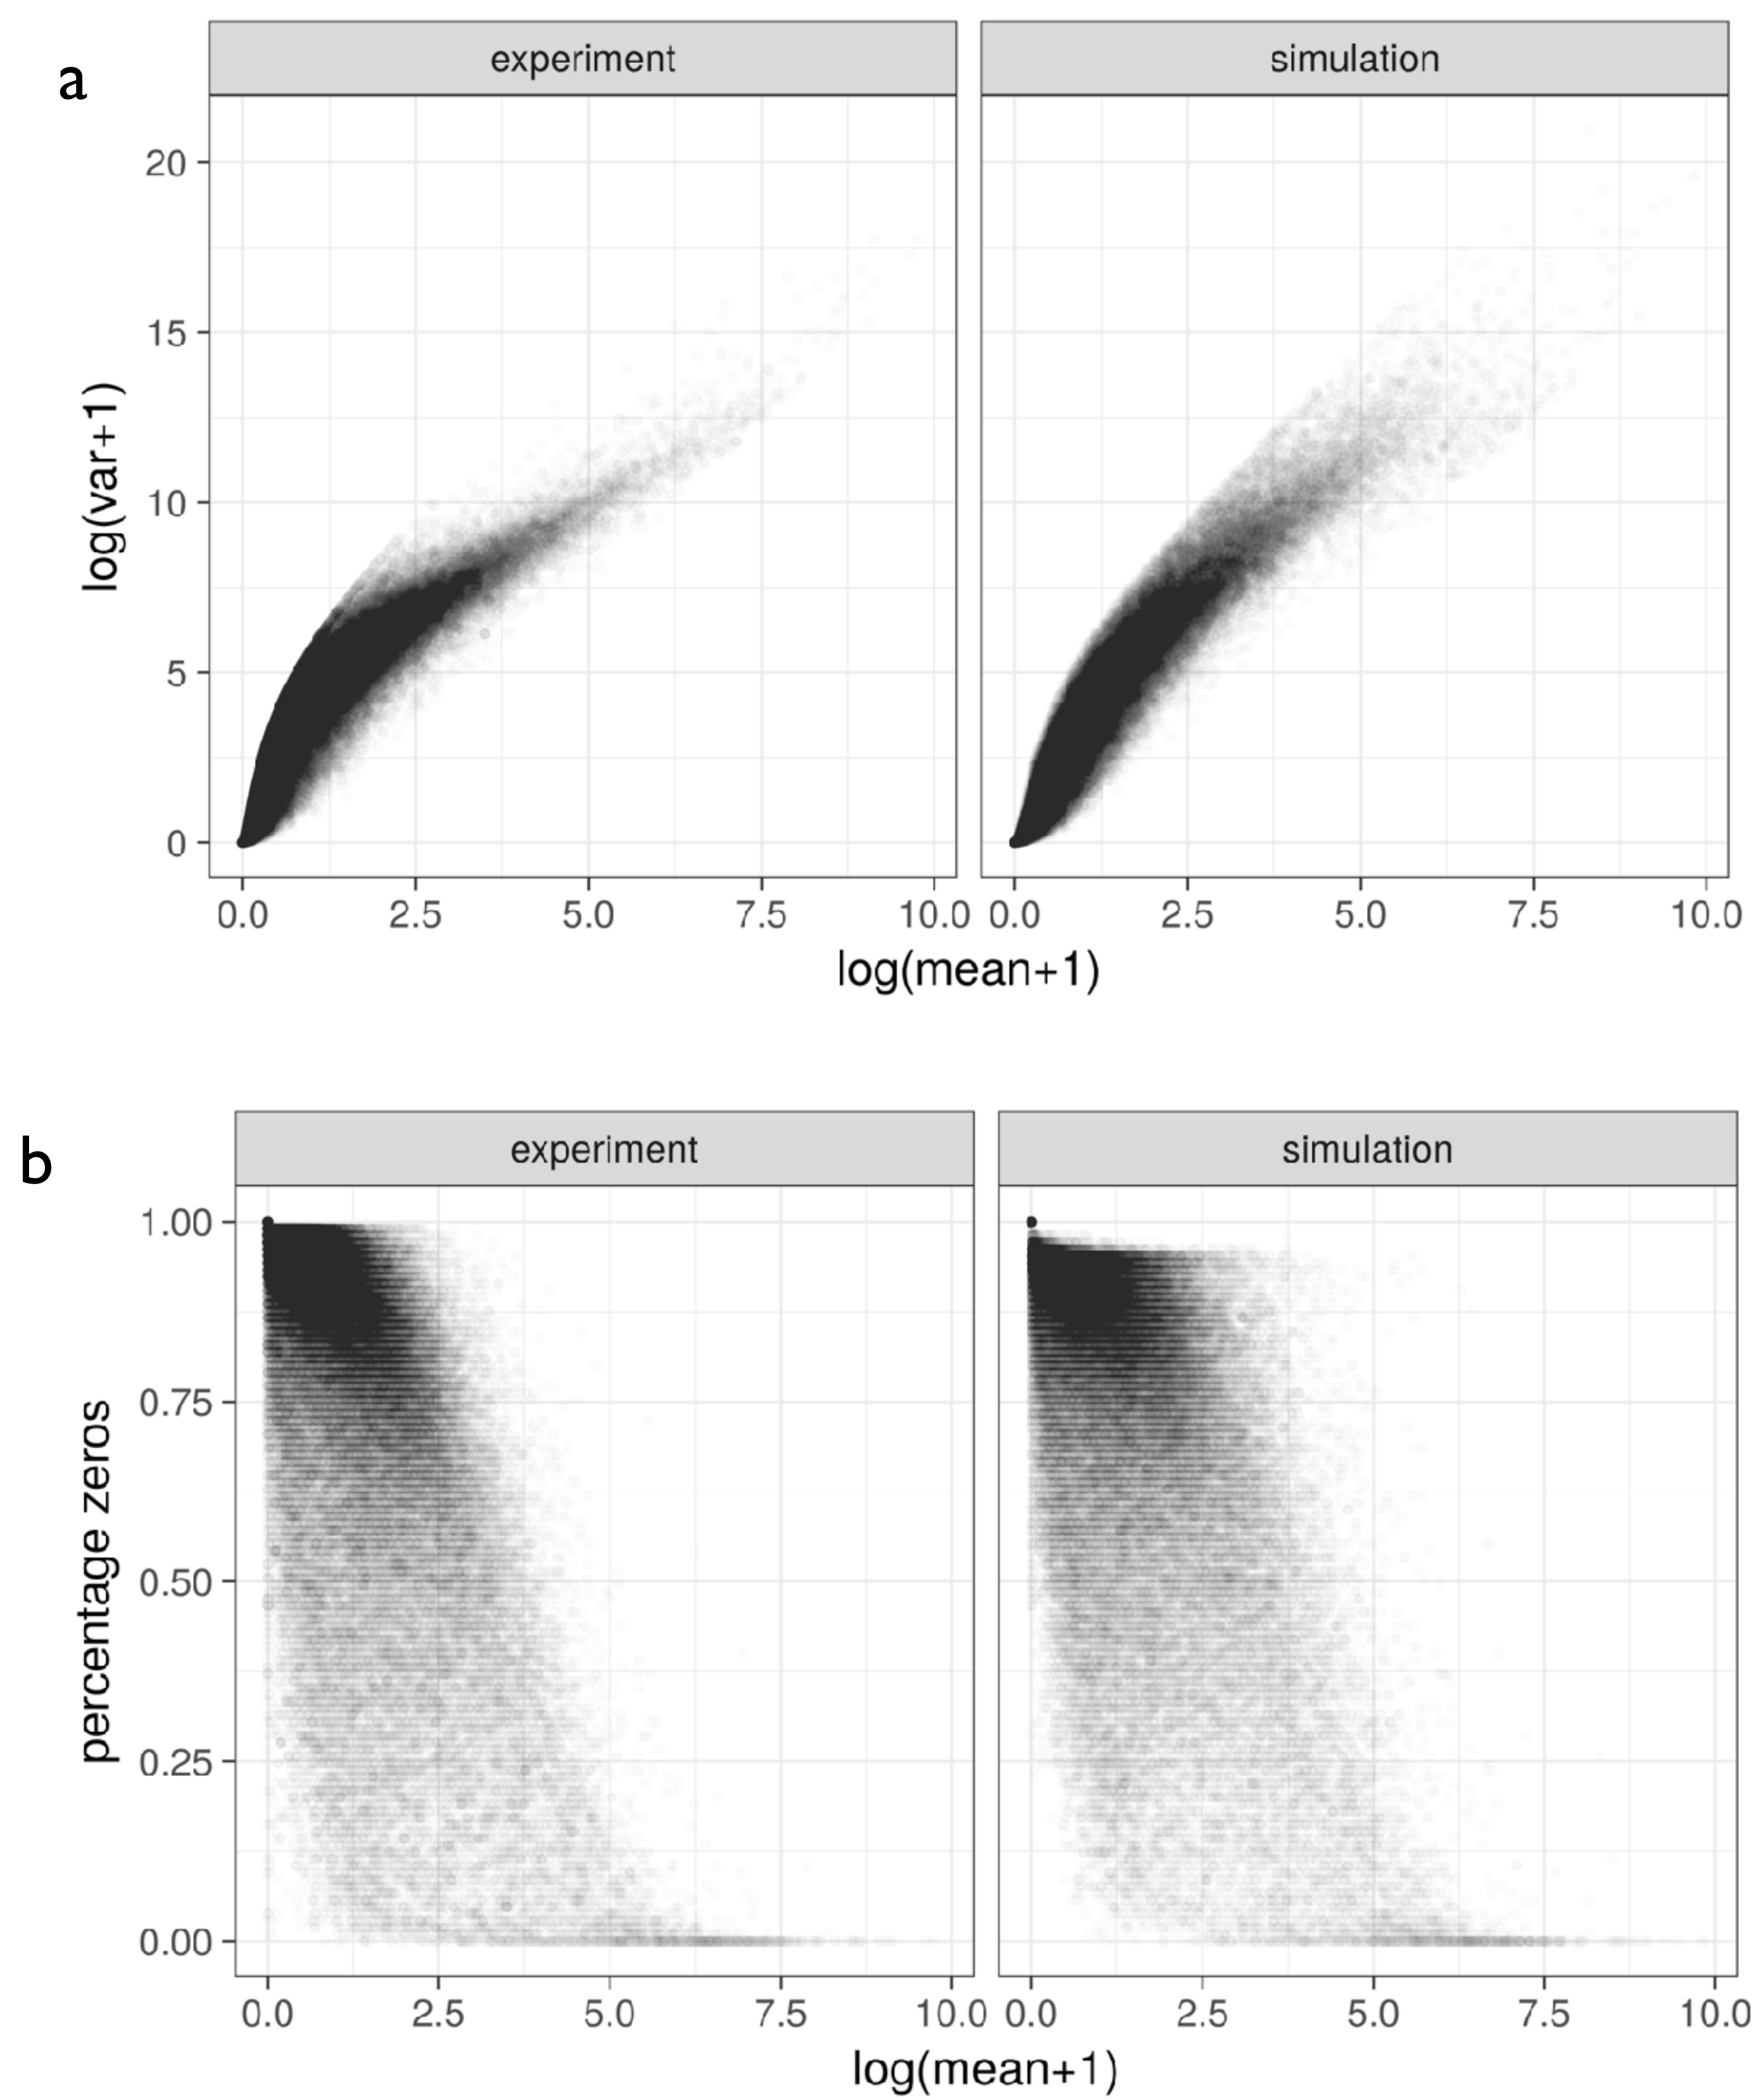 a
experiment simulation
20
15
10
5
0
log(var+1)
0.0 2.5 5.0 7.5 10.0 0.0 2.5 5.0 7.5 10.0
log(mean+1)
b
experiment simulation
1.00
0.75
0.50
0.25
0.00
percentage zeros
0.0 2.5 5.0 7.5 10.0 0.0 2.5 5.0 7.5 10.0
log(mean+1)